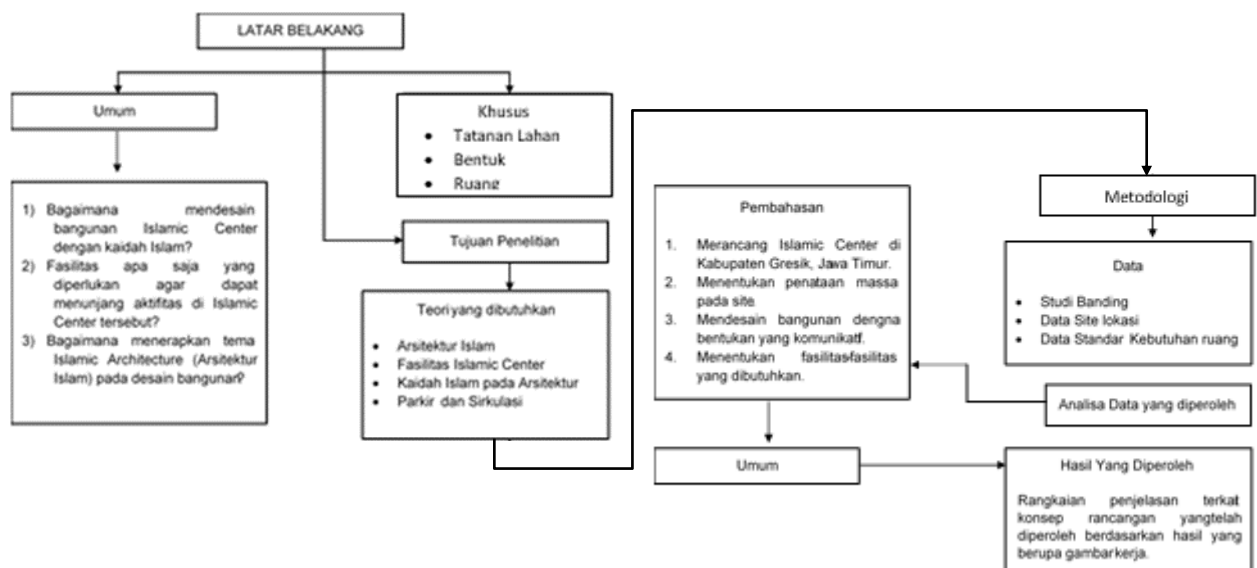 LATAR BELAKANG
Umum
Khusus
• Tatanan Lahan
• Bentuk
• Ruang
1) Bagaimana mendesain
bangunan Islamic Center
dengan kaidah Islam?
2) Fasilitas apa saja yang
diperlukan agar dapat
menunjang aktifitas di Islamic
Center tersebut?
3) Bagaimana menerapkan tema
Islamic Architecture (Arsitektur
Islam) pada desain bangunan?
Tujuan Penelitian
Teori yang dibutuhkan
• Arsitektur Islam
• Fasilitas Islamic Center
• Kaidah Islam pada Arsitektur
• Parkir dan Sirkulasi
Metodologi
Data
• Studi Banding
• Data Site lokasi
• Data Standar Kebutuhan ruang
Analisa Data yang diperoleh
Pembahasan
1. Merancang Islamic Center di
Kabupaten Gresik, Jawa Timur.
2. Menentukan penataan massa
pada site
3. Mendesain bangunan dengna
bentukan yang komunikatf.
4. Menentukan fasilitasfasilitas
yang dibutuhkan.
Umum
Hasil Yang Diperoleh
Rangkaian penjelasan terkait
konsep rancangan yangtelah
diperoleh berdasarkan hasil yang
berupa gambarkerja.